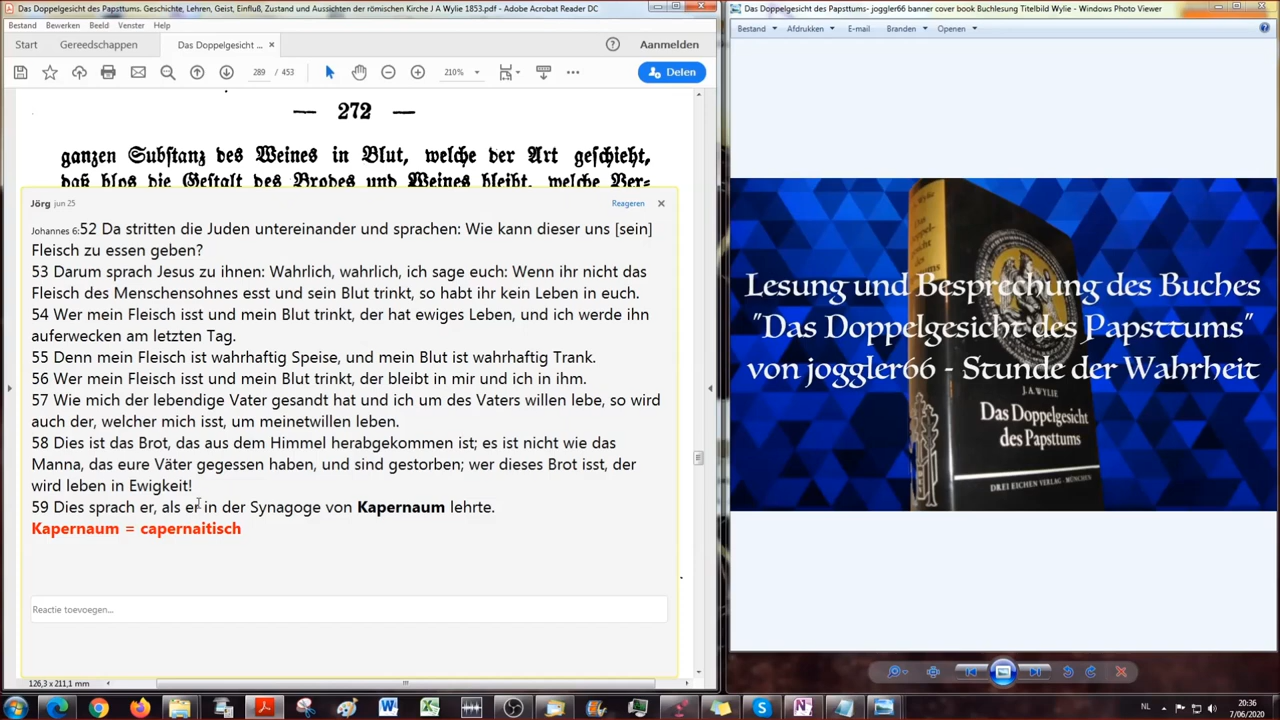 Das Doppelgesicht des Papsttums. Geschichte, Lehren, Geist, Einfluß, Zustand und Aussichten der römischen Kirche J A Wylie 1853.pdf - Adobe Acrobat Reader DC
Bestand Bewerken Beeld Venster Help
Start Gereedschappen Das Doppelgesicht ... × Aanmelden
289 / 453 210% Delen
— 272 —
ganzen Substanz des Weines in Blut, welche der Art geschieht,
daß blos die Gestalt des Brodes und Weines bleibt, welche Ver-
Jörg jun 25 Reageren
Johannes 6:52 Da stritten die Juden untereinander und sprachen: Wie kann dieser uns [sein]
Fleisch zu essen geben?
53 Darum sprach Jesus zu ihnen: Wahrlich, wahrlich, ich sage euch: Wenn ihr nicht das
Fleisch des Menschensohnes esst und sein Blut trinkt, so habt ihr kein Leben in euch.
54 Wer mein Fleisch isst und mein Blut trinkt, der hat ewiges Leben, und ich werde ihn
auferwecken am letzten Tag.
55 Denn mein Fleisch ist wahrhaftig Speise, und mein Blut ist wahrhaftig Trank.
56 Wer mein Fleisch isst und mein Blut trinkt, der bleibt in mir und ich in ihm.
57 Wie mich der lebendige Vater gesandt hat und ich um des Vaters willen lebe, so wird
auch der, welcher mich isst, um meinetwillen leben.
58 Dies ist das Brot, das aus dem Himmel herabgekommen ist; es ist nicht wie das
Manna, das eure Väter gegessen haben, und sind gestorben; wer dieses Brot isst, der
wird leben in Ewigkeit!
59 Dies sprach er, als er in der Synagoge von Kapernaum lehrte.
Kapernaum = capernaitisch
Reactie toevoegen...
126,3 x 211,1 mm
Das Doppelgesicht des Papsttums- joggler66 banner cover book Buchlesung Titelbild Wylie - Windows Photo Viewer
Bestand Afdrukken E-mail Branden Openen
Lesung und Besprechung des Buches
"Das Doppelgesicht des Papsttums"
von joggler66 - Stunde der Wahrheit
J.A.WYLIE
Das Doppelgesicht
des Papsttums
DREI EICHEN VERLAG · MÜNCHEN
NL
20:36
7/06/2020